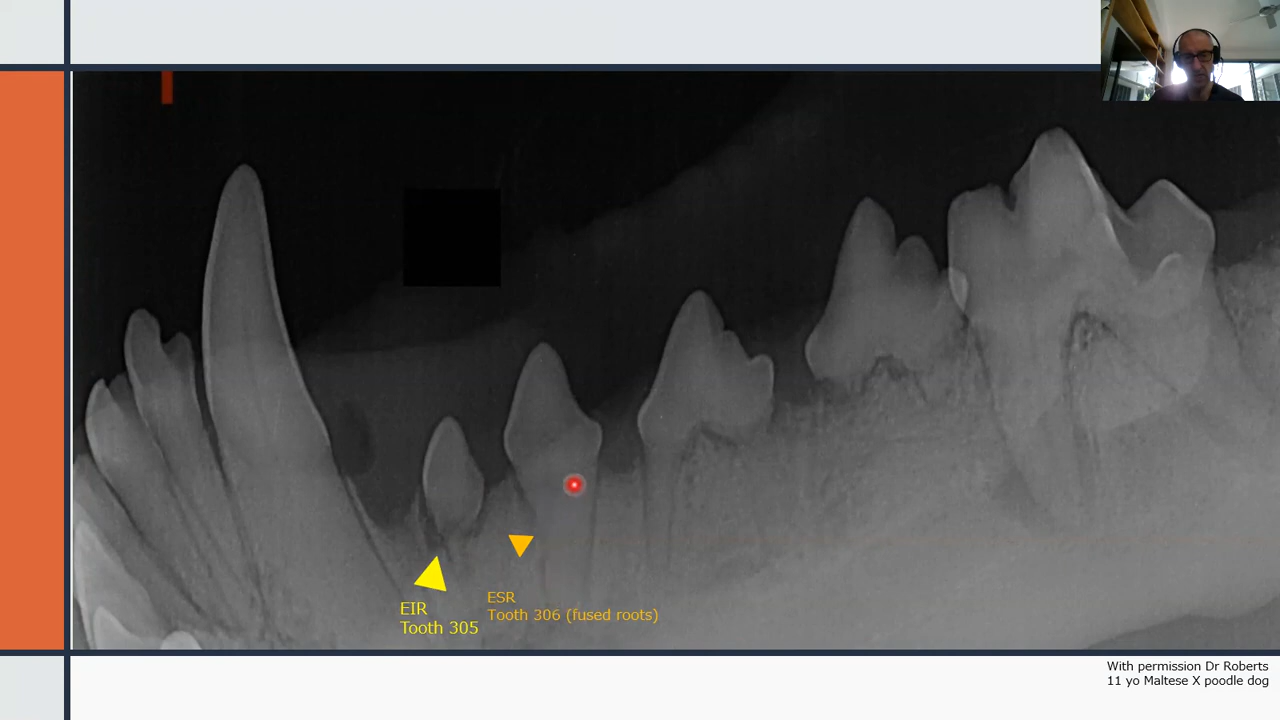 EIR
Tooth 305
ESR
Tooth 306 (fused roots)
With permission Dr Roberts
11 yo Maltese X poodle dog